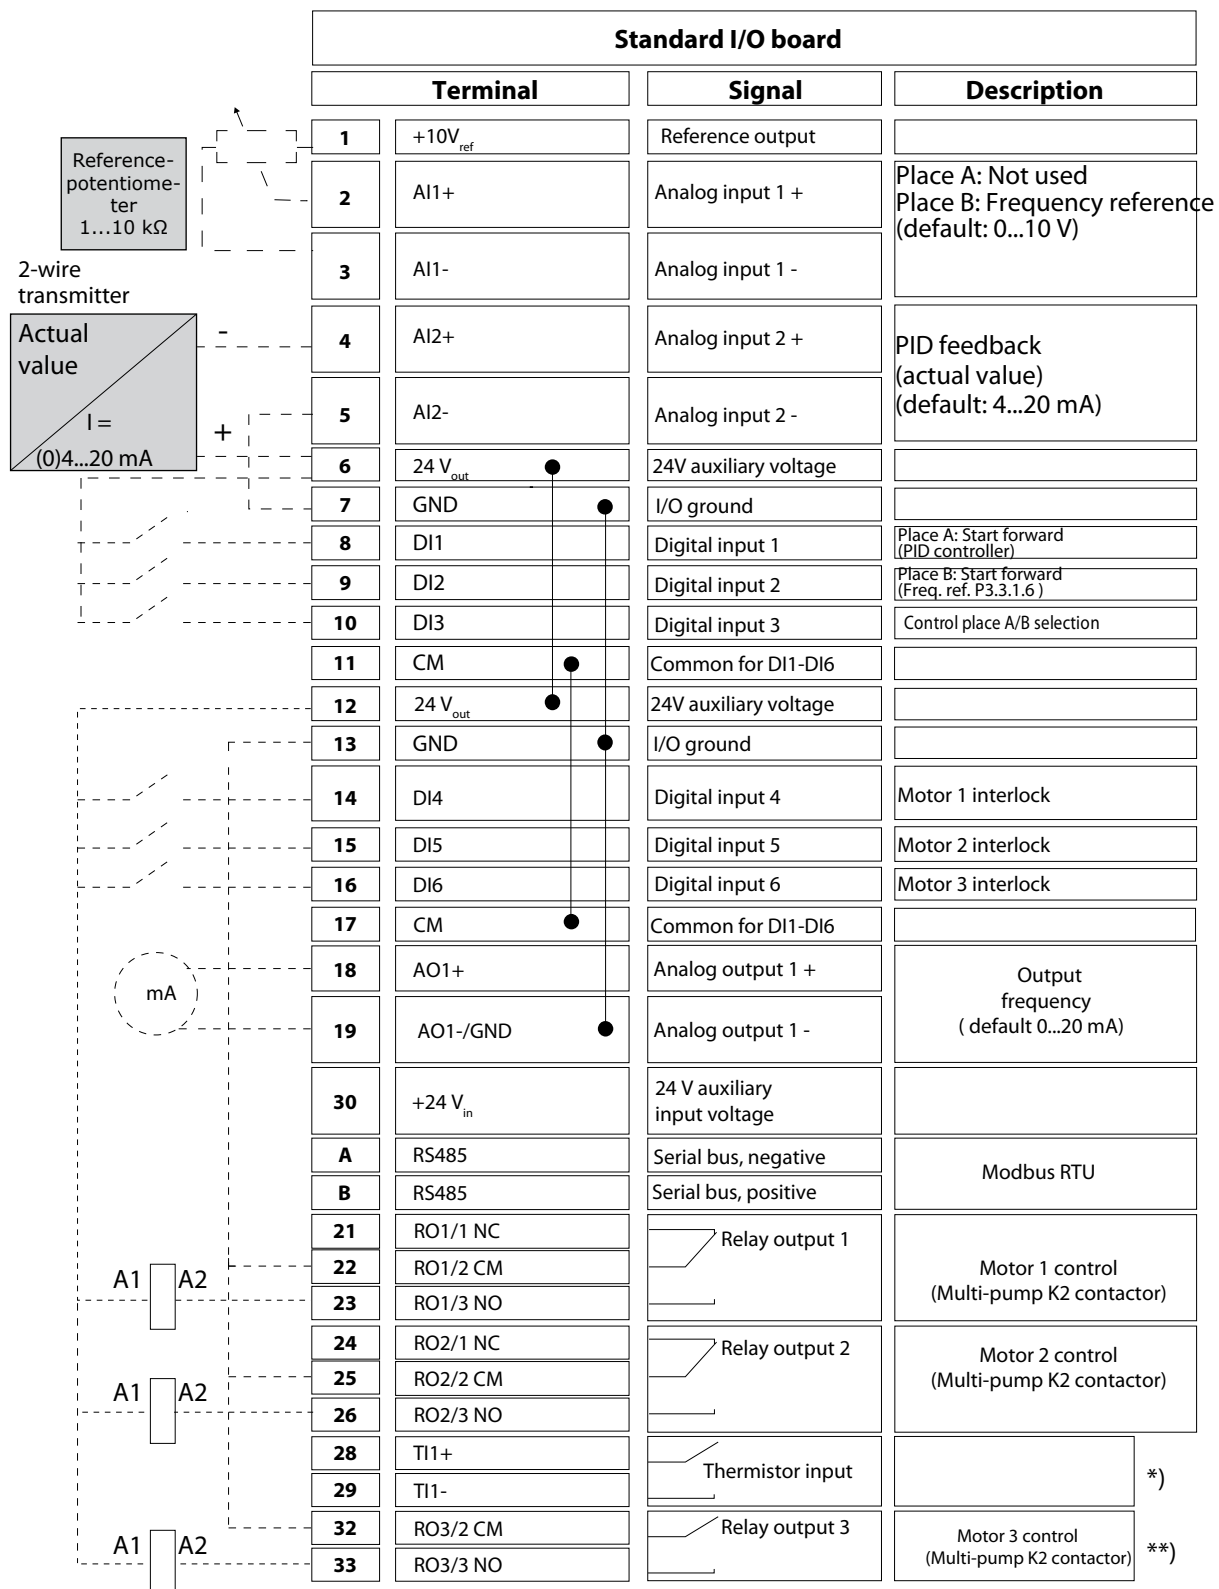 Standard I/O board
Terminal Signal Description
Reference-
potentiome-
ter
1...10 kΩ
1 +10V ref Reference output
2 AI1+ Analog input 1 +
Place A: Not used
Place B: Frequency reference
(default: 0...10 V)
3 AI1- Analog input 1 -
2-wire
transmitter
Actual
value
I =
(0)4...20 mA
-
+
4 AI2+ Analog input 2 +
PID feedback
(actual value)
(default: 4...20 mA)
5 AI2- Analog input 2 -
6 24 V out 24V auxiliary voltage
7 GND I/O ground
8 DI1 Digital input 1
Place A: Start forward
(PID controller)
9 DI2 Digital input 2
Place B: Start forward
(Freq. ref. P3.3.1.6 )
10 DI3 Digital input 3 Control place A/B selection
11 CM Common for DI1-DI6
12 24 V out 24V auxiliary voltage
13 GND I/O ground
14 DI4 Digital input 4 Motor 1 interlock
15 DI5 Digital input 5 Motor 2 interlock
16 DI6 Digital input 6 Motor 3 interlock
17 CM Common for DI1-DI6
mA
18 AO1+ Analog output 1 +
Output
frequency
( default 0...20 mA)
19 AO1-/GND Analog output 1 -
30 +24 V in
24 V auxiliary
input voltage
A RS485 Serial bus, negative
Modbus RTU
B RS485 Serial bus, positive
21 RO1/1 NC
Relay output 1
22 RO1/2 CM
Motor 1 control
(Multi-pump K2 contactor)
A1 A2
23 RO1/3 NO
24 RO2/1 NC
Relay output 2
Motor 2 control
(Multi-pump K2 contactor)
25 RO2/2 CM
A1 A2
26 RO2/3 NO
28 TI1+
Thermistor input
*)
29 TI1-
32 RO3/2 CM
Relay output 3
Motor 3 control
(Multi-pump K2 contactor)
**)
A1 A2
33 RO3/3 NO